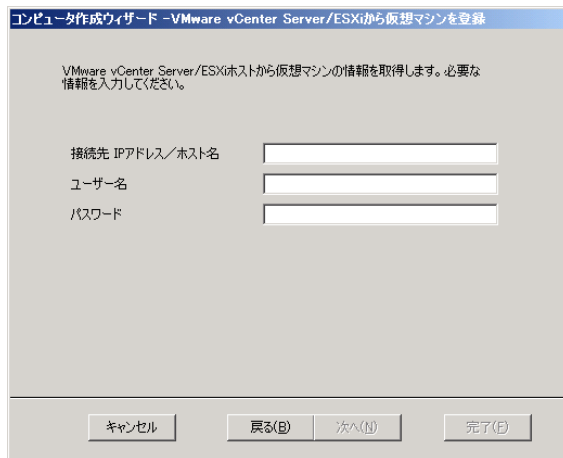 コンピュータ作成ウィザード -VMware vCenter Server/ESXiから仮想マシンを登録
VMware vCenter Server/ESXiホストから仮想マシンの情報を取得します。必要な
情報を入力してください。
接続先 IPアドレス／ホスト名
ユーザー名
パスワード
キャンセル 戻る(B) 次へ(N) 完了(F)